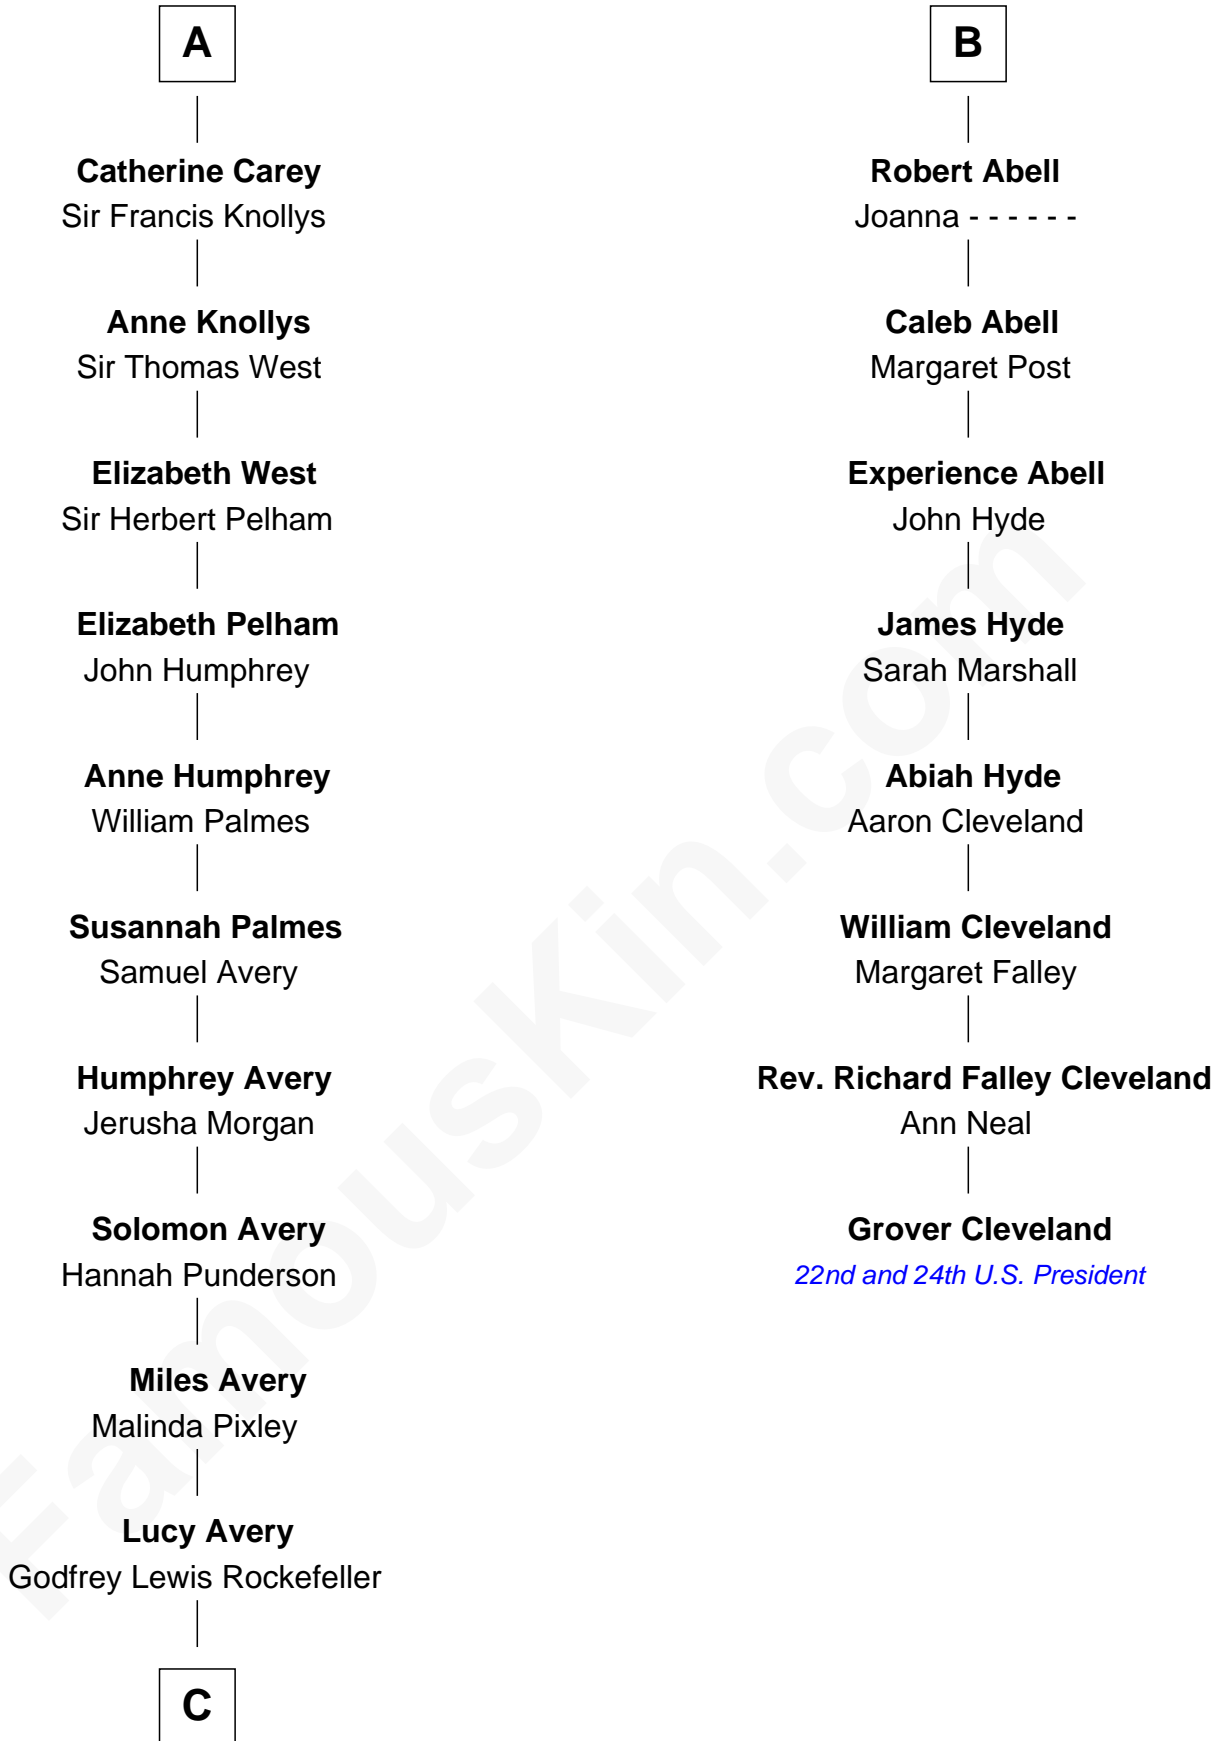 A
Catherine Carey
Sir Francis Knollys
Anne Knollys
Sir Thomas West
Elizabeth West
Sir Herbert Pelham
Elizabeth Pelham
John Humphrey
Anne Humphrey
William Palmes
Susannah Palmes
Samuel Avery
Humphrey Avery
Jerusha Morgan
Solomon Avery
Hannah Punderson
Miles Avery
Malinda Pixley
Lucy Avery
Godfrey Lewis Rockefeller
C
B
Robert Abell
Joanna - - - - - -
Caleb Abell
Margaret Post
Experience Abell
John Hyde
James Hyde
Sarah Marshall
Abiah Hyde
Aaron Cleveland
William Cleveland
Margaret Falley
Rev. Richard Falley Cleveland
Ann Neal
Grover Cleveland
22nd and 24th U.S. President
FamousKin.com